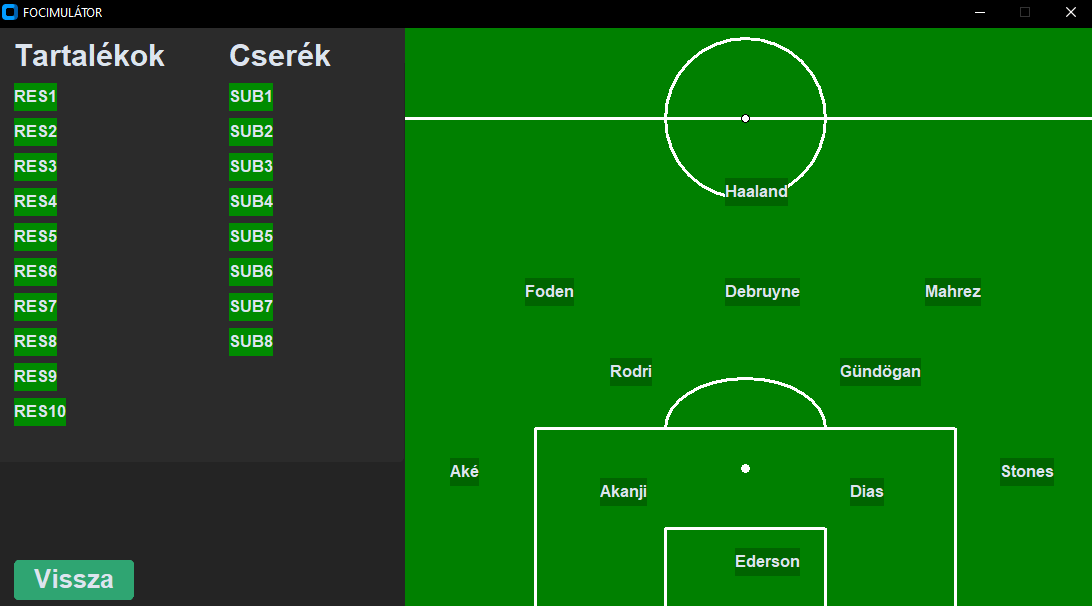 FOCIMULÁTOR
Tartalékok
RES1
RES2
RES3
RES4
RES5
RES6
RES7
RES8
RES9
RES10
Cserék
SUB1
SUB2
SUB3
SUB4
SUB5
SUB6
SUB7
SUB8
Vissza
Haaland
Foden
Debruyne
Mahrez
Rodri
Gündögan
Aké
Akanji
Dias
Stones
Ederson